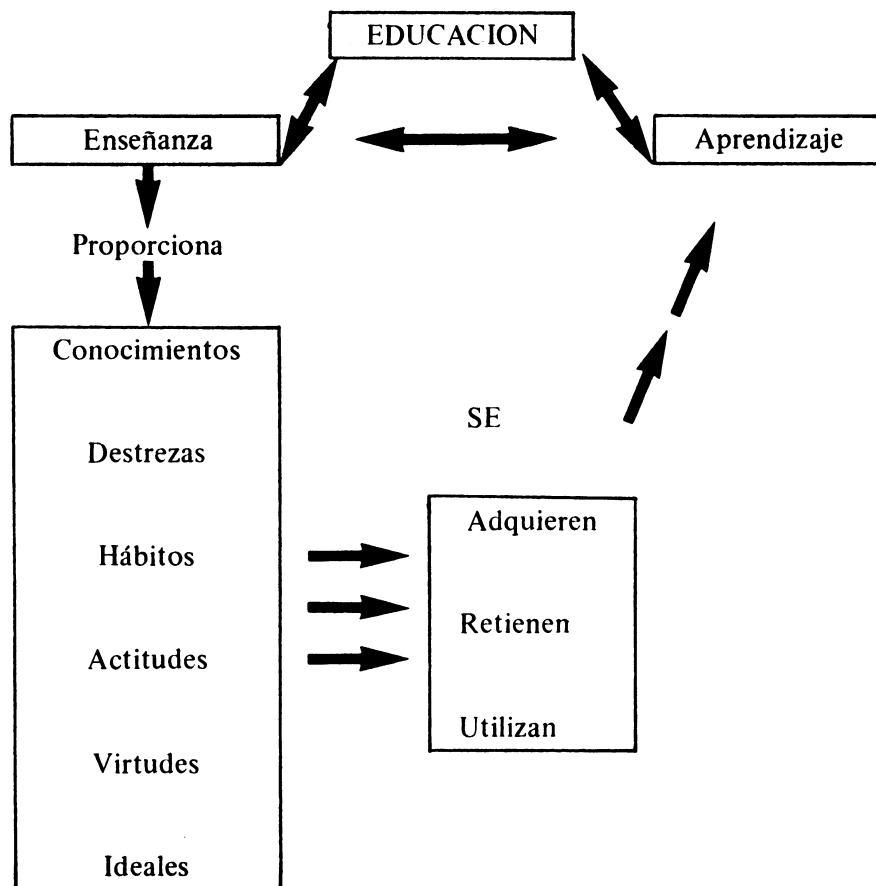 EDUCACION
Enseñanza
Aprendizaje
Proporciona
Conocimientos
Destrezas
Hábitos
Actitudes
Virtudes
Ideales
SE
Adquieren
Retienen
Utilizan